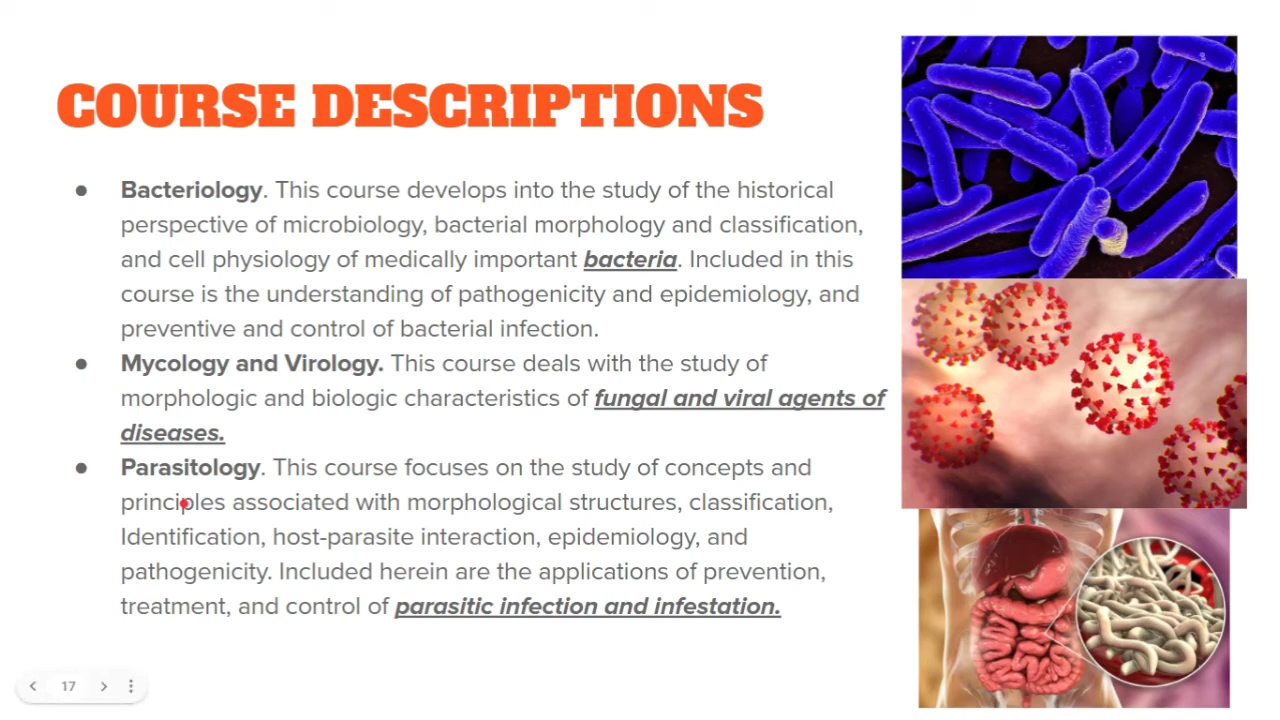 COURSE DESCRIPTIONS
● Bacteriology. This course develops into the study of the historical
perspective of microbiology, bacterial morphology and classification,
and cell physiology of medically important bacteria. Included in this
course is the understanding of pathogenicity and epidemiology, and
preventive and control of bacterial infection.
● Mycology and Virology. This course deals with the study of
morphologic and biologic characteristics of fungal and viral agents of
diseases.
● Parasitology. This course focuses on the study of concepts and
principles associated with morphological structures, classification,
Identification, host-parasite interaction, epidemiology, and
pathogenicity. Included herein are the applications of prevention,
treatment, and control of parasitic infection and infestation.
17